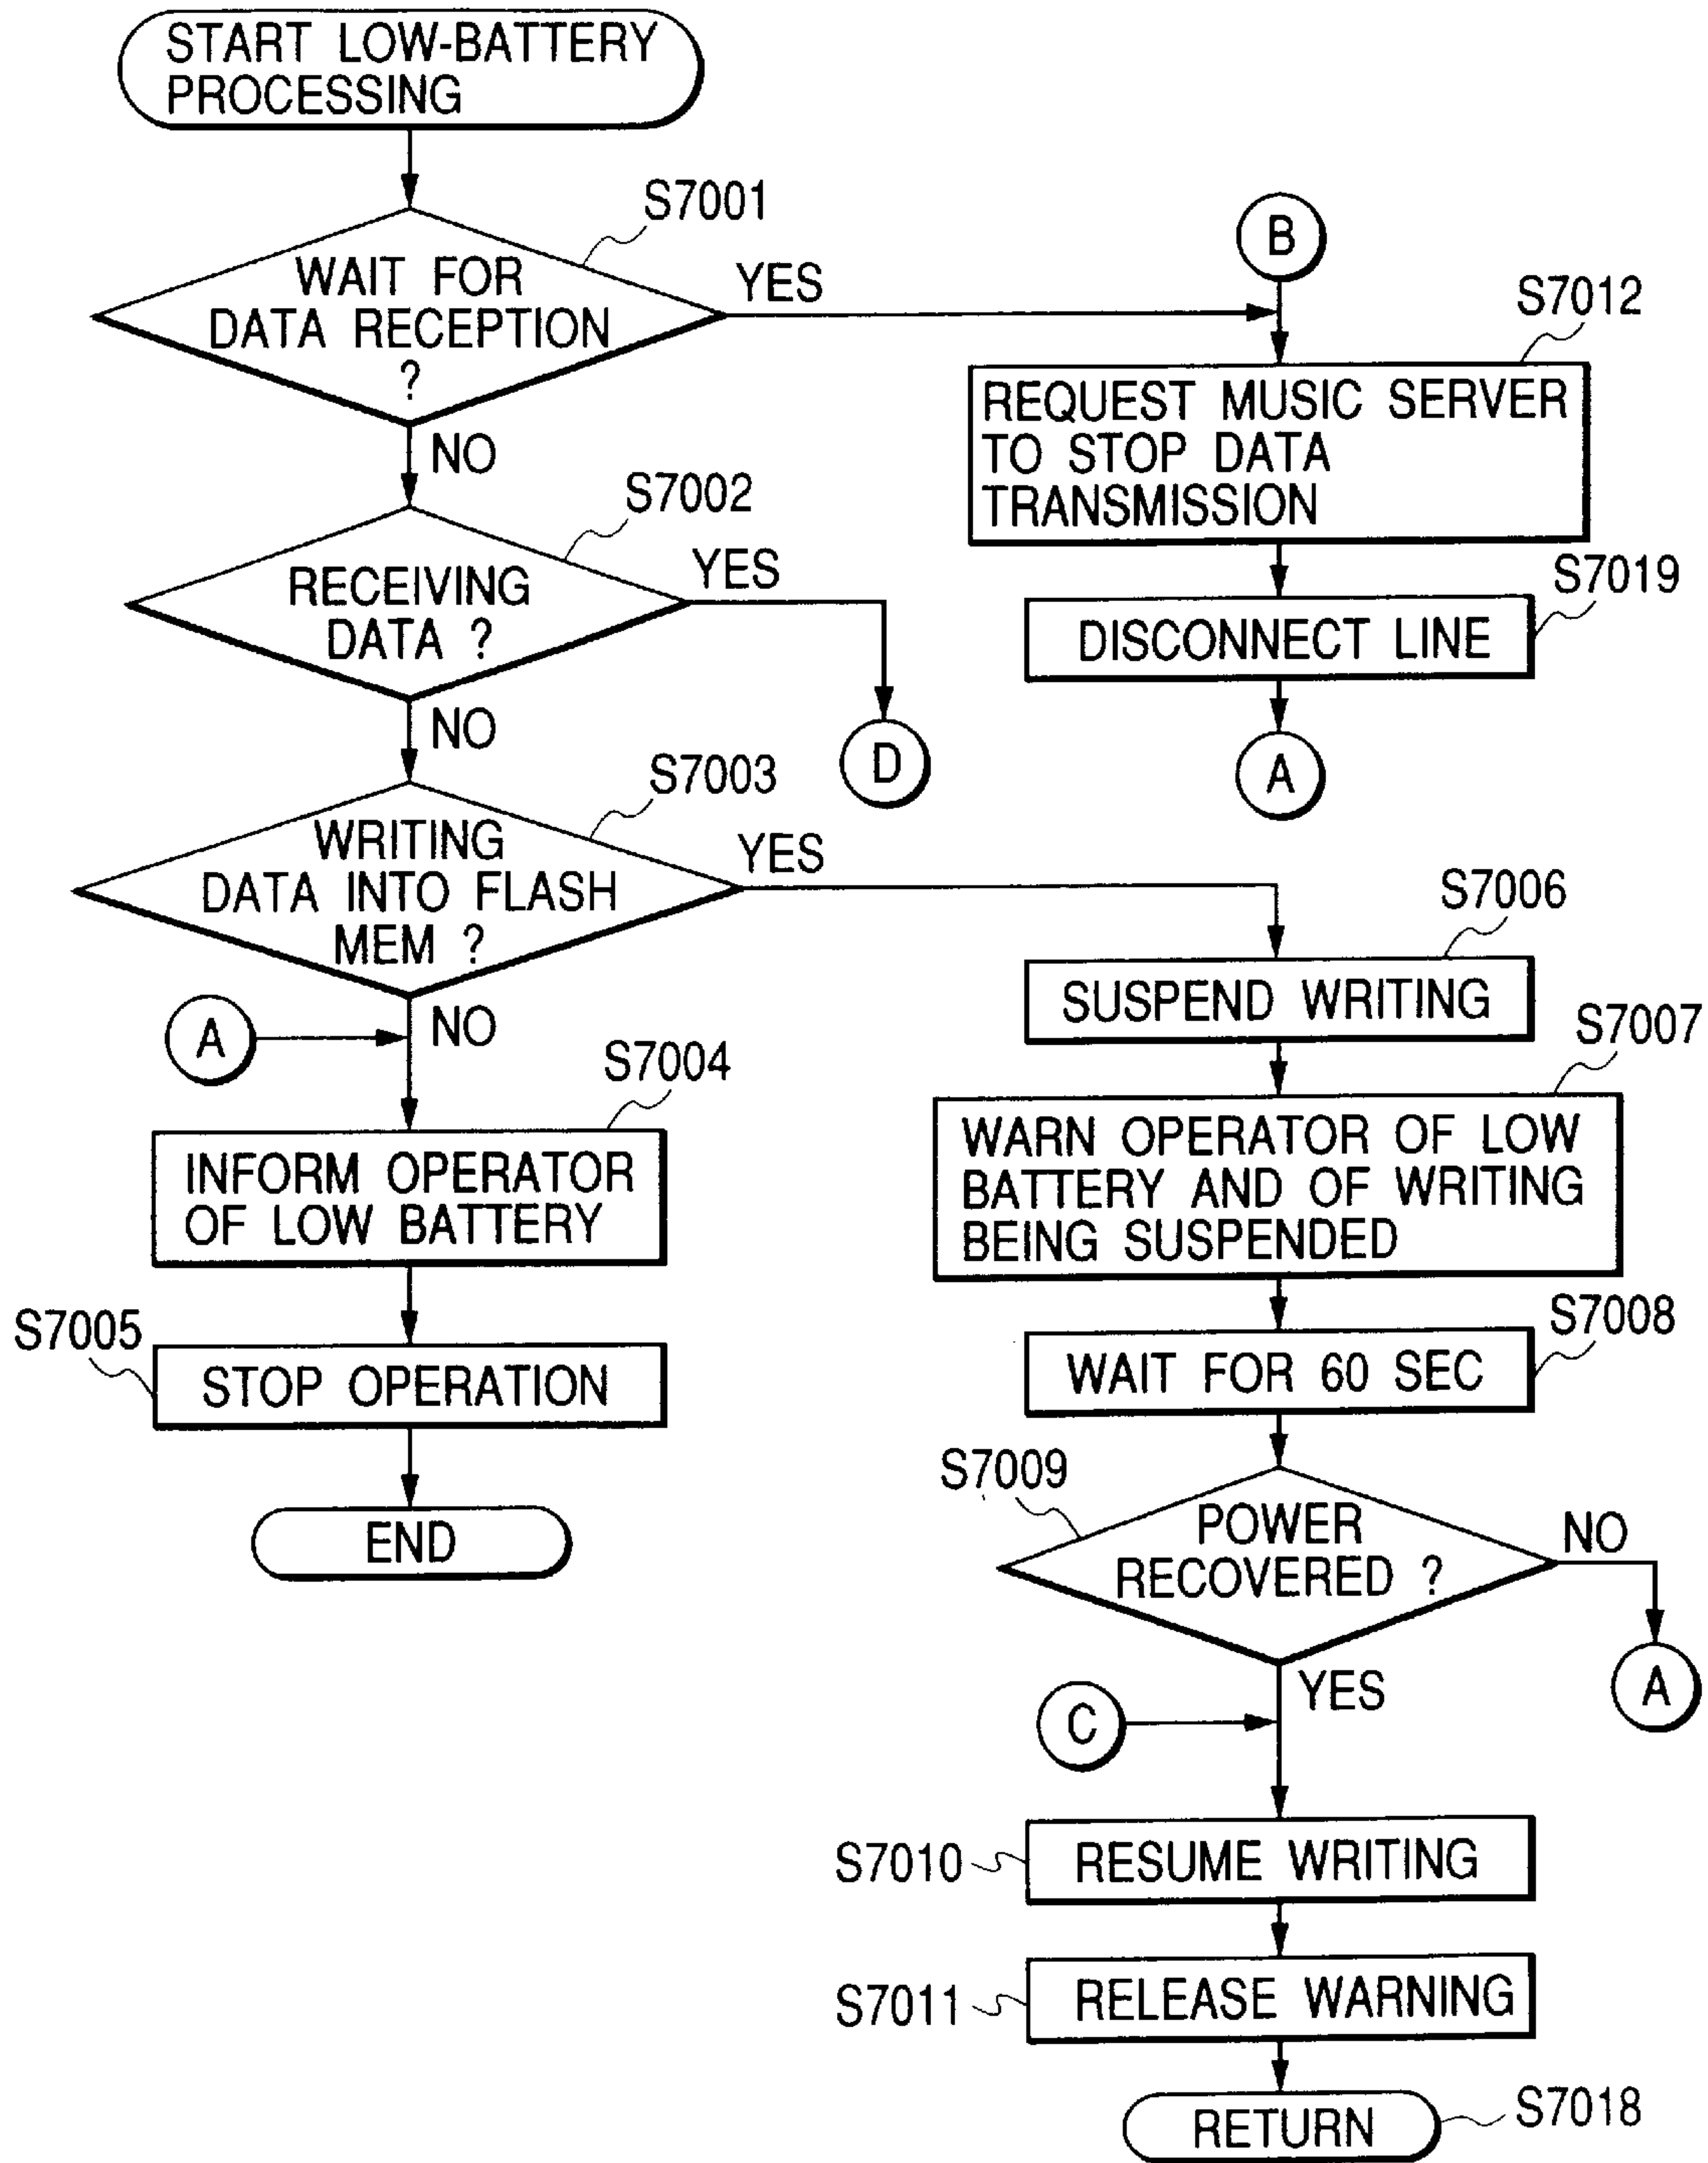 START LOW-BATTERY
PROCESSING
S7001
WAIT FOR
DATA RECEPTION
?
YES
NO
S7002
RECEIVING
DATA ?
YES
D
NO
S7003
WRITING
DATA INTO FLASH
MEM ?
YES
NO
A
S7004
INFORM OPERATOR
OF LOW BATTERY
S7005
STOP OPERATION
END
B
S7012
REQUEST MUSIC SERVER
TO STOP DATA
TRANSMISSION
S7019
DISCONNECT LINE
A
S7006
SUSPEND WRITING
S7007
WARN OPERATOR OF LOW
BATTERY AND OF WRITING
BEING SUSPENDED
S7008
WAIT FOR 60 SEC
S7009
POWER
RECOVERED ?
NO
A
YES
C
S7010
RESUME WRITING
S7011
RELEASE WARNING
RETURN
S7018